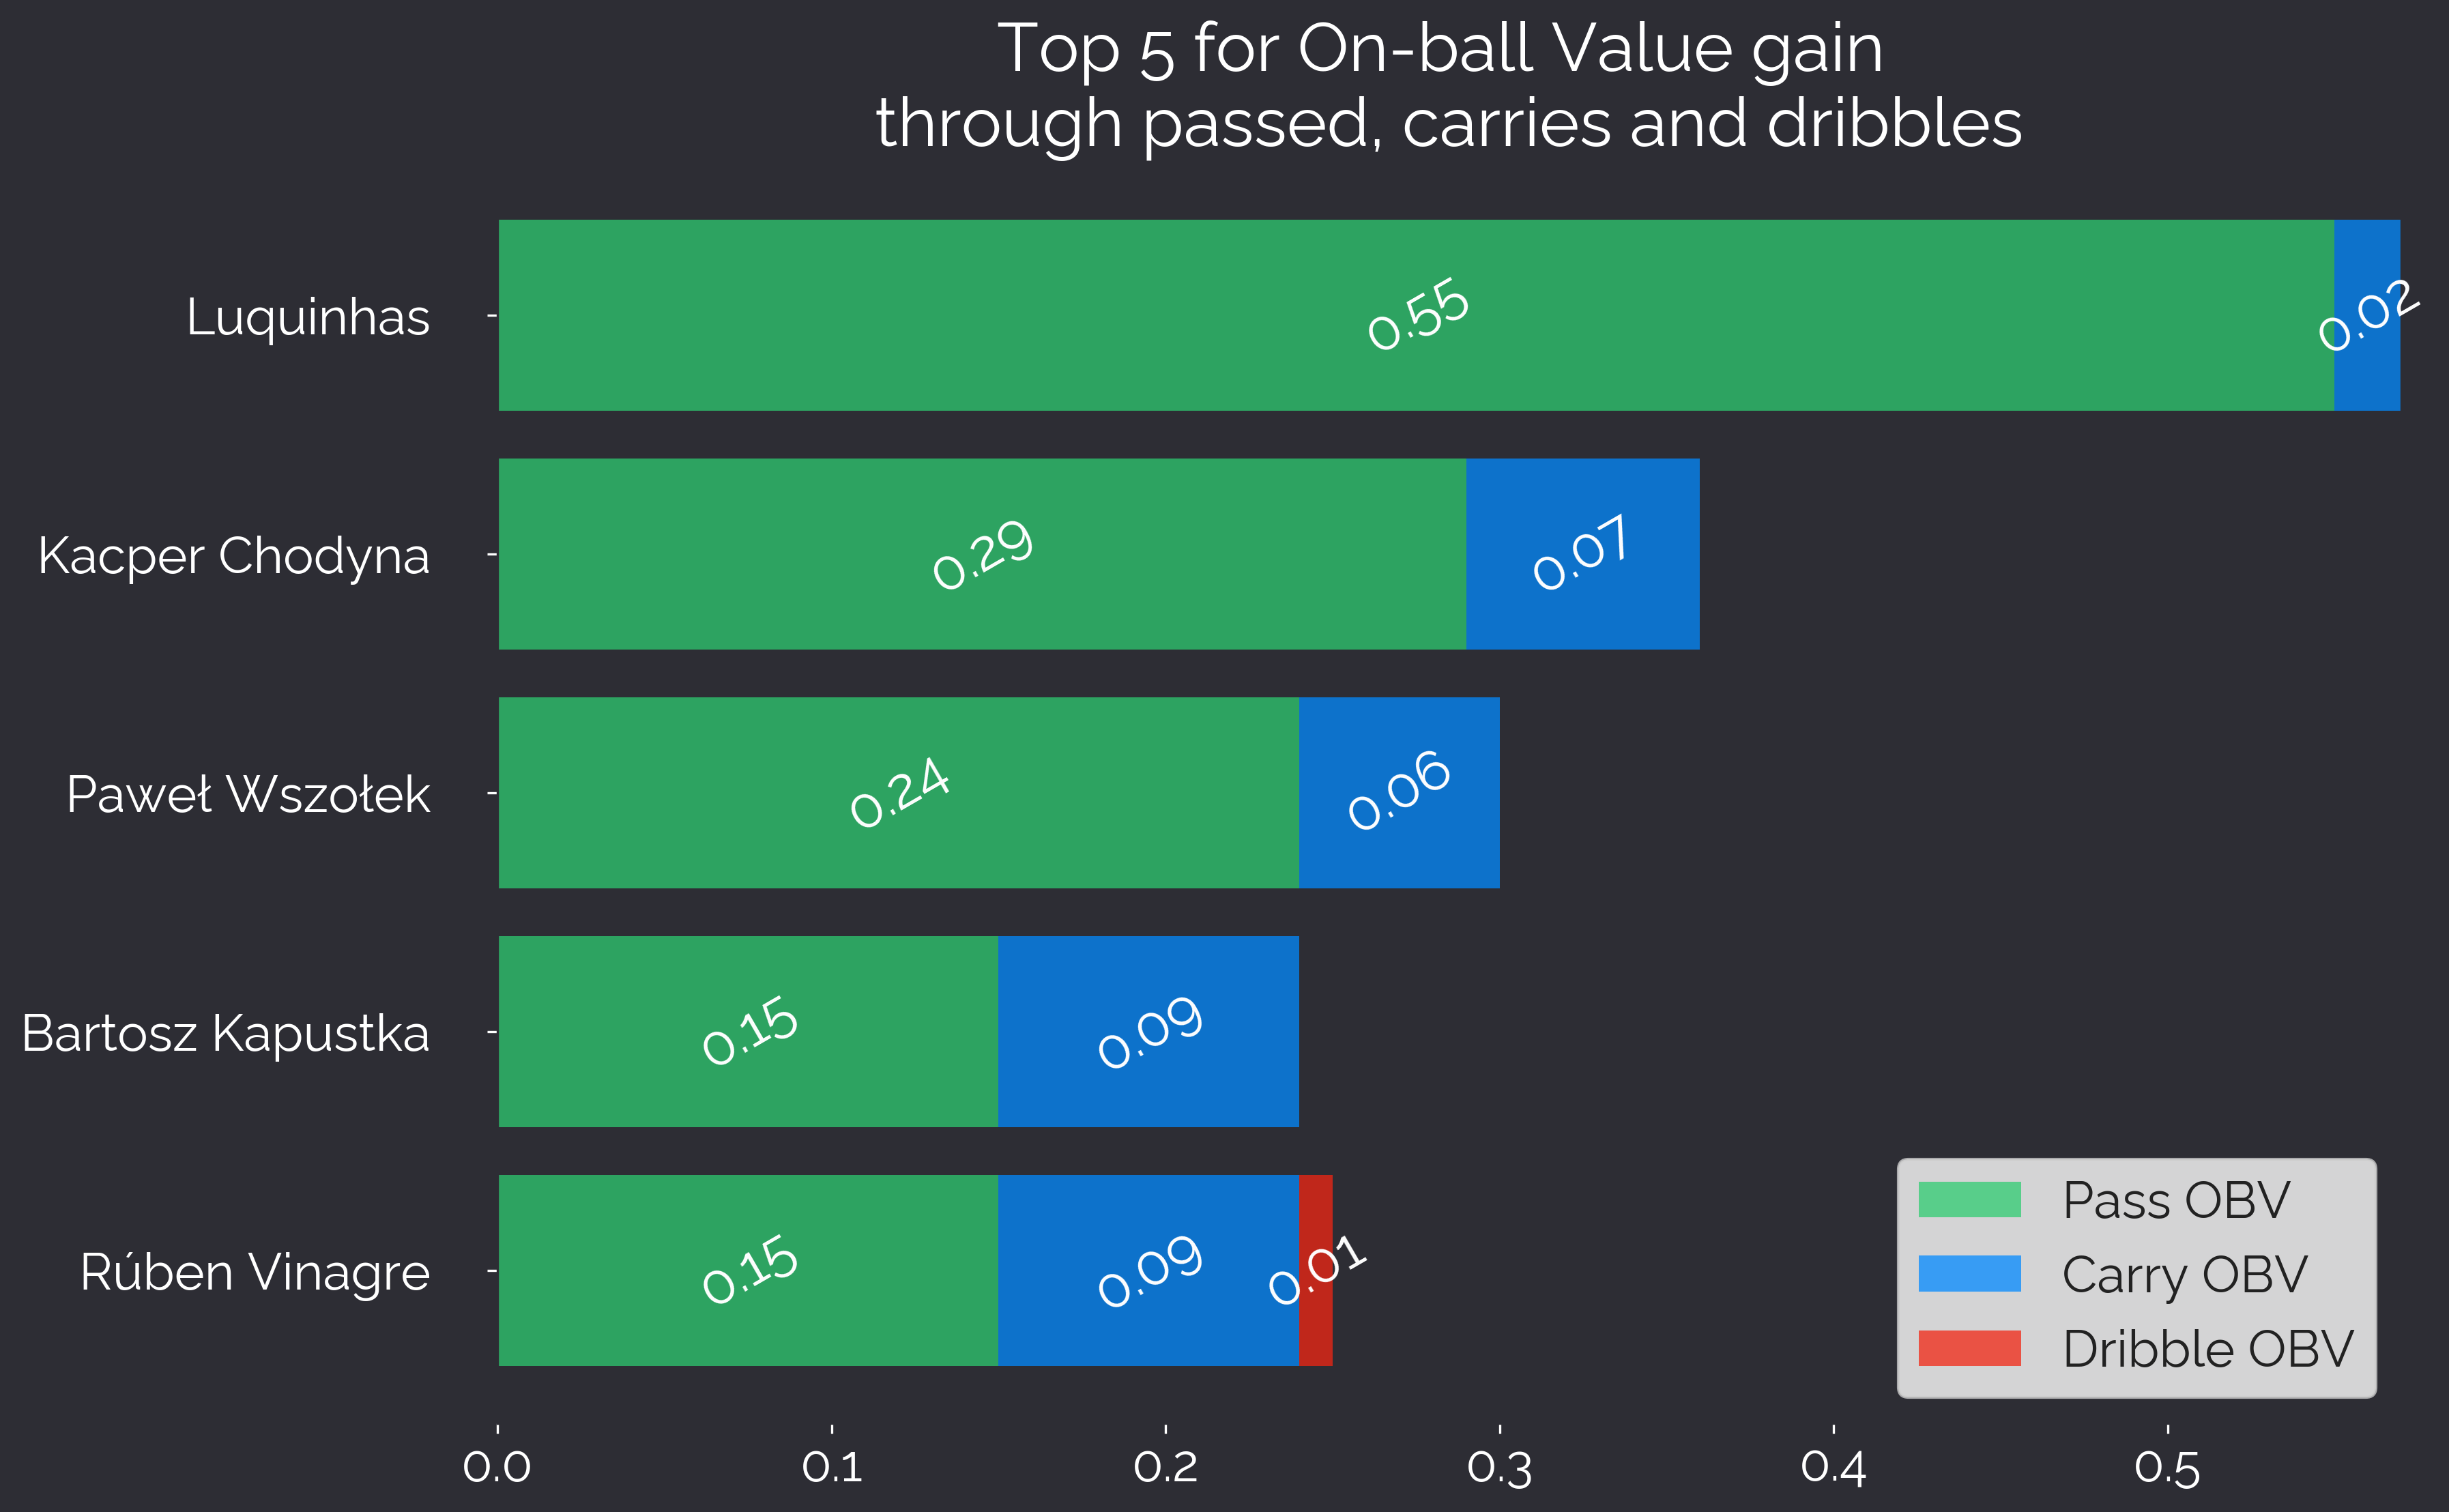 Top 5 for On-ball Value gain
through passed, carries and dribbles
Luquinhas
0.55
0.02
Kacper Chodyna
0.29
0.07
Paweł Wszołek
0.24
0.06
Bartosz Kapustka
0.15
0.09
Rúben Vinagre
0.15
0.09
0.01
Pass OBV
Carry OBV
Dribble OBV
0.0
0.1
0.2
0.3
0.4
0.5